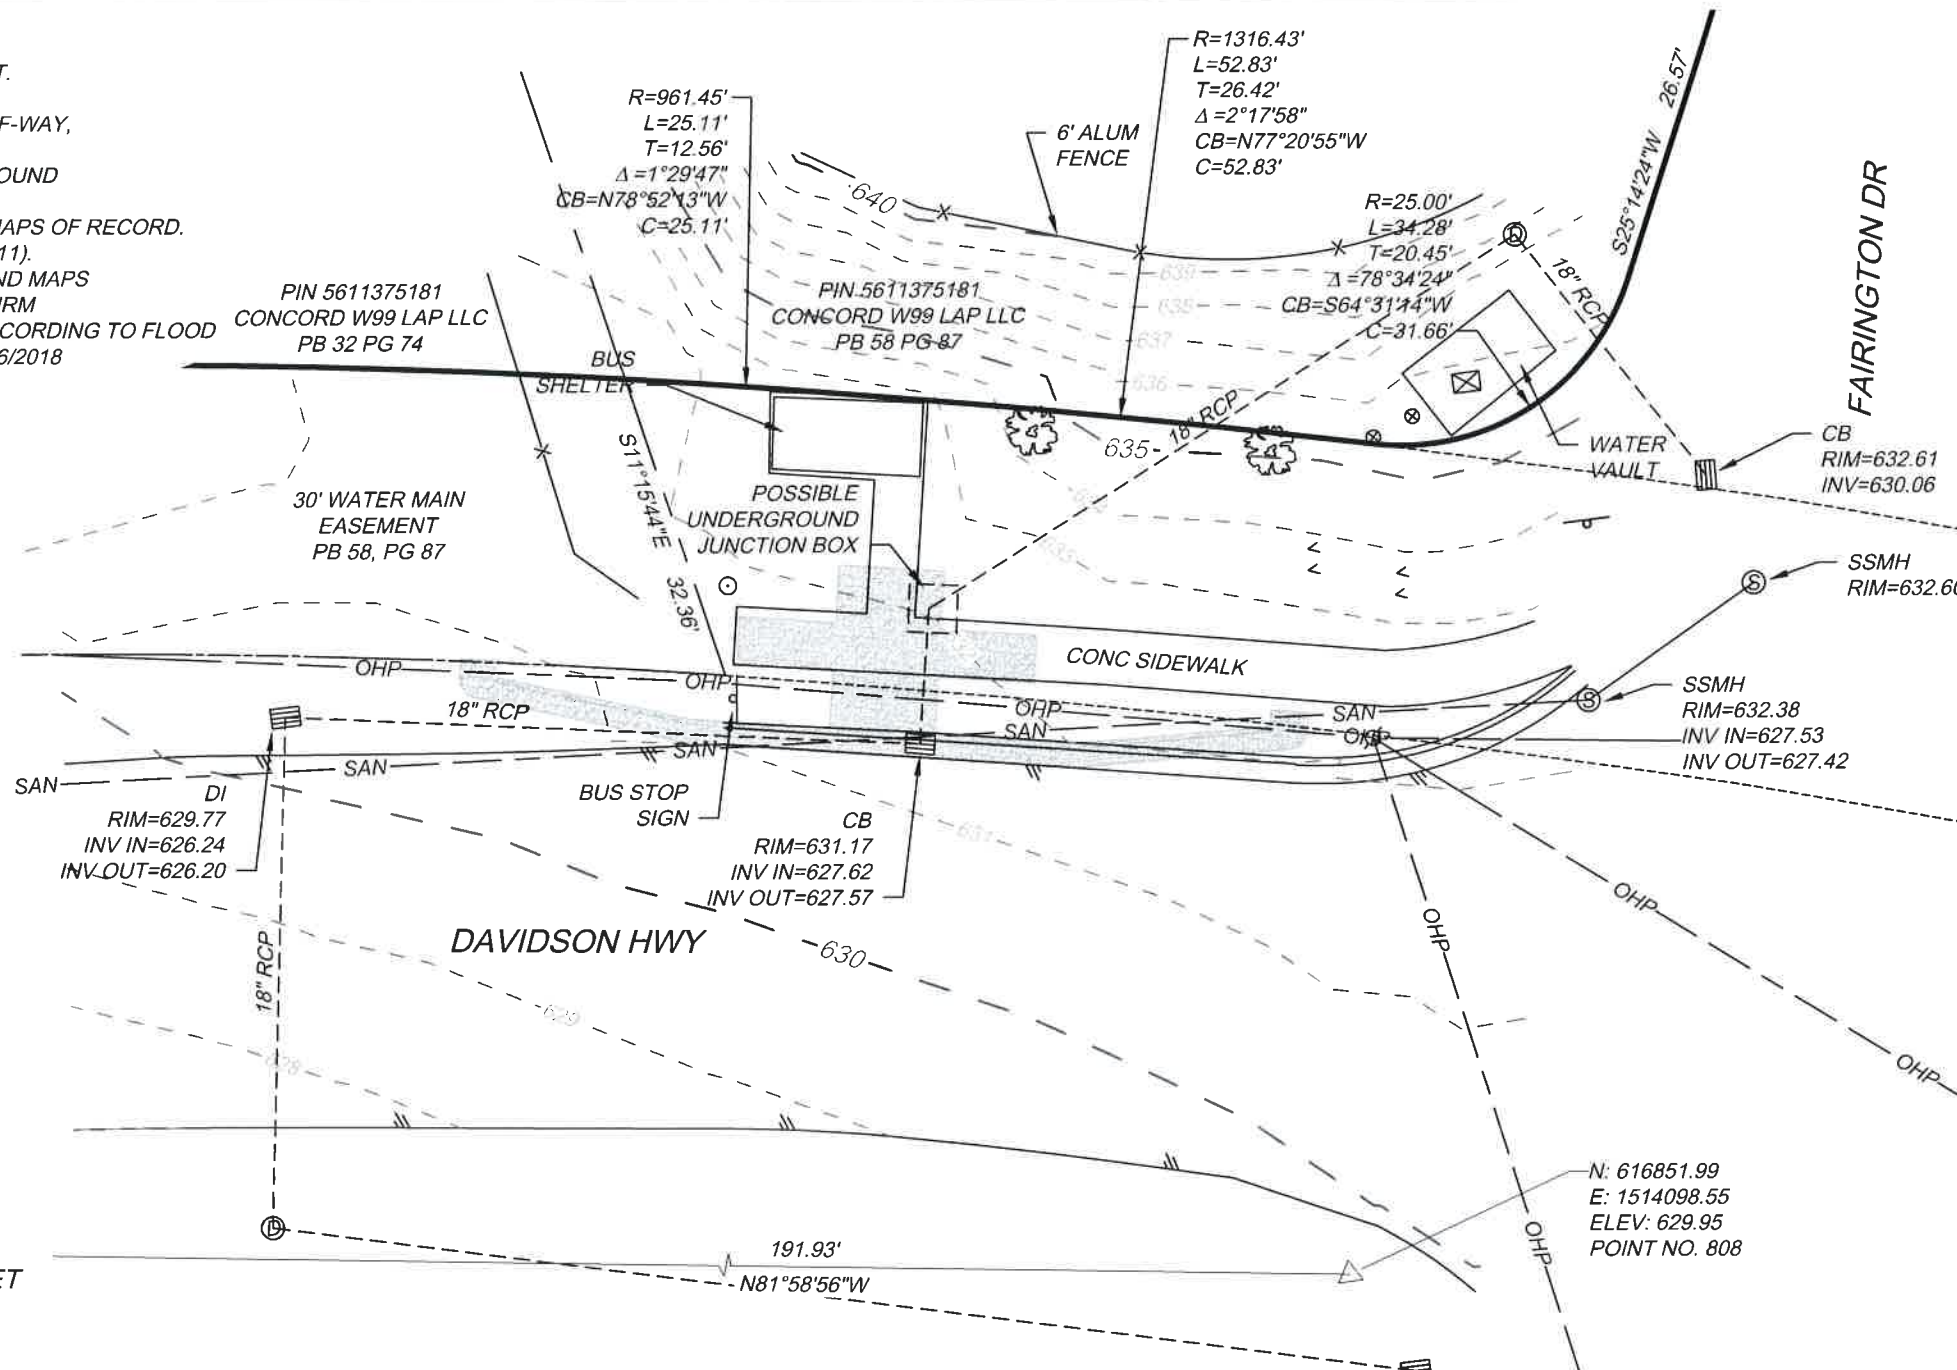 T.
F-WAY,
OUND
MAPS OF RECORD.
11).
ND MAPS
IRM
CORDING TO FLOOD
6/2018
R=961.45'
L=25.11'
T=12.56'
Δ=1°29'47"
CB=N78°52'13"W
C=25.11'
R=1316.43'
L=52.83'
T=26.42'
Δ=2°17'58"
CB=N77°20'55"W
C=52.83'
6' ALUM
FENCE
640
R=25.00'
L=34.28'
T=20.45'
Δ=78°34'24"
CB=S64°31'14"W
C=31.66'
S25°14'24"W 26.57'
FAIRINGTON DR
18" RCP
639
638
637
636
PIN 5611375181
CONCORD W99 LAP LLC
PB 32 PG 74
PIN 5611375181
CONCORD W99 LAP LLC
PB 58 PG 87
BUS
SHELTER
18" RCP
635
WATER
VAULT
CB
RIM=632.61
INV=630.06
S11°15'44"E 32.36'
30' WATER MAIN
EASEMENT
PB 58, PG 87
POSSIBLE
UNDERGROUND
JUNCTION BOX
633
SSMH
RIM=632.60
CONC SIDEWALK
OHP
OHP
OHP
OHP
18" RCP
SAN
SAN
SAN
SAN
SAN
SSMH
RIM=632.38
INV IN=627.53
INV OUT=627.42
DI
RIM=629.77
INV IN=626.24
INV OUT=626.20
BUS STOP
SIGN
CB
RIM=631.17
INV IN=627.62
INV OUT=627.57
631
DAVIDSON HWY
630
629
628
18" RCP
OHP
OHP
OHP
OHP
N: 616851.99
E: 1514098.55
ELEV: 629.95
POINT NO. 808
191.93'
N81°58'56"W
ET